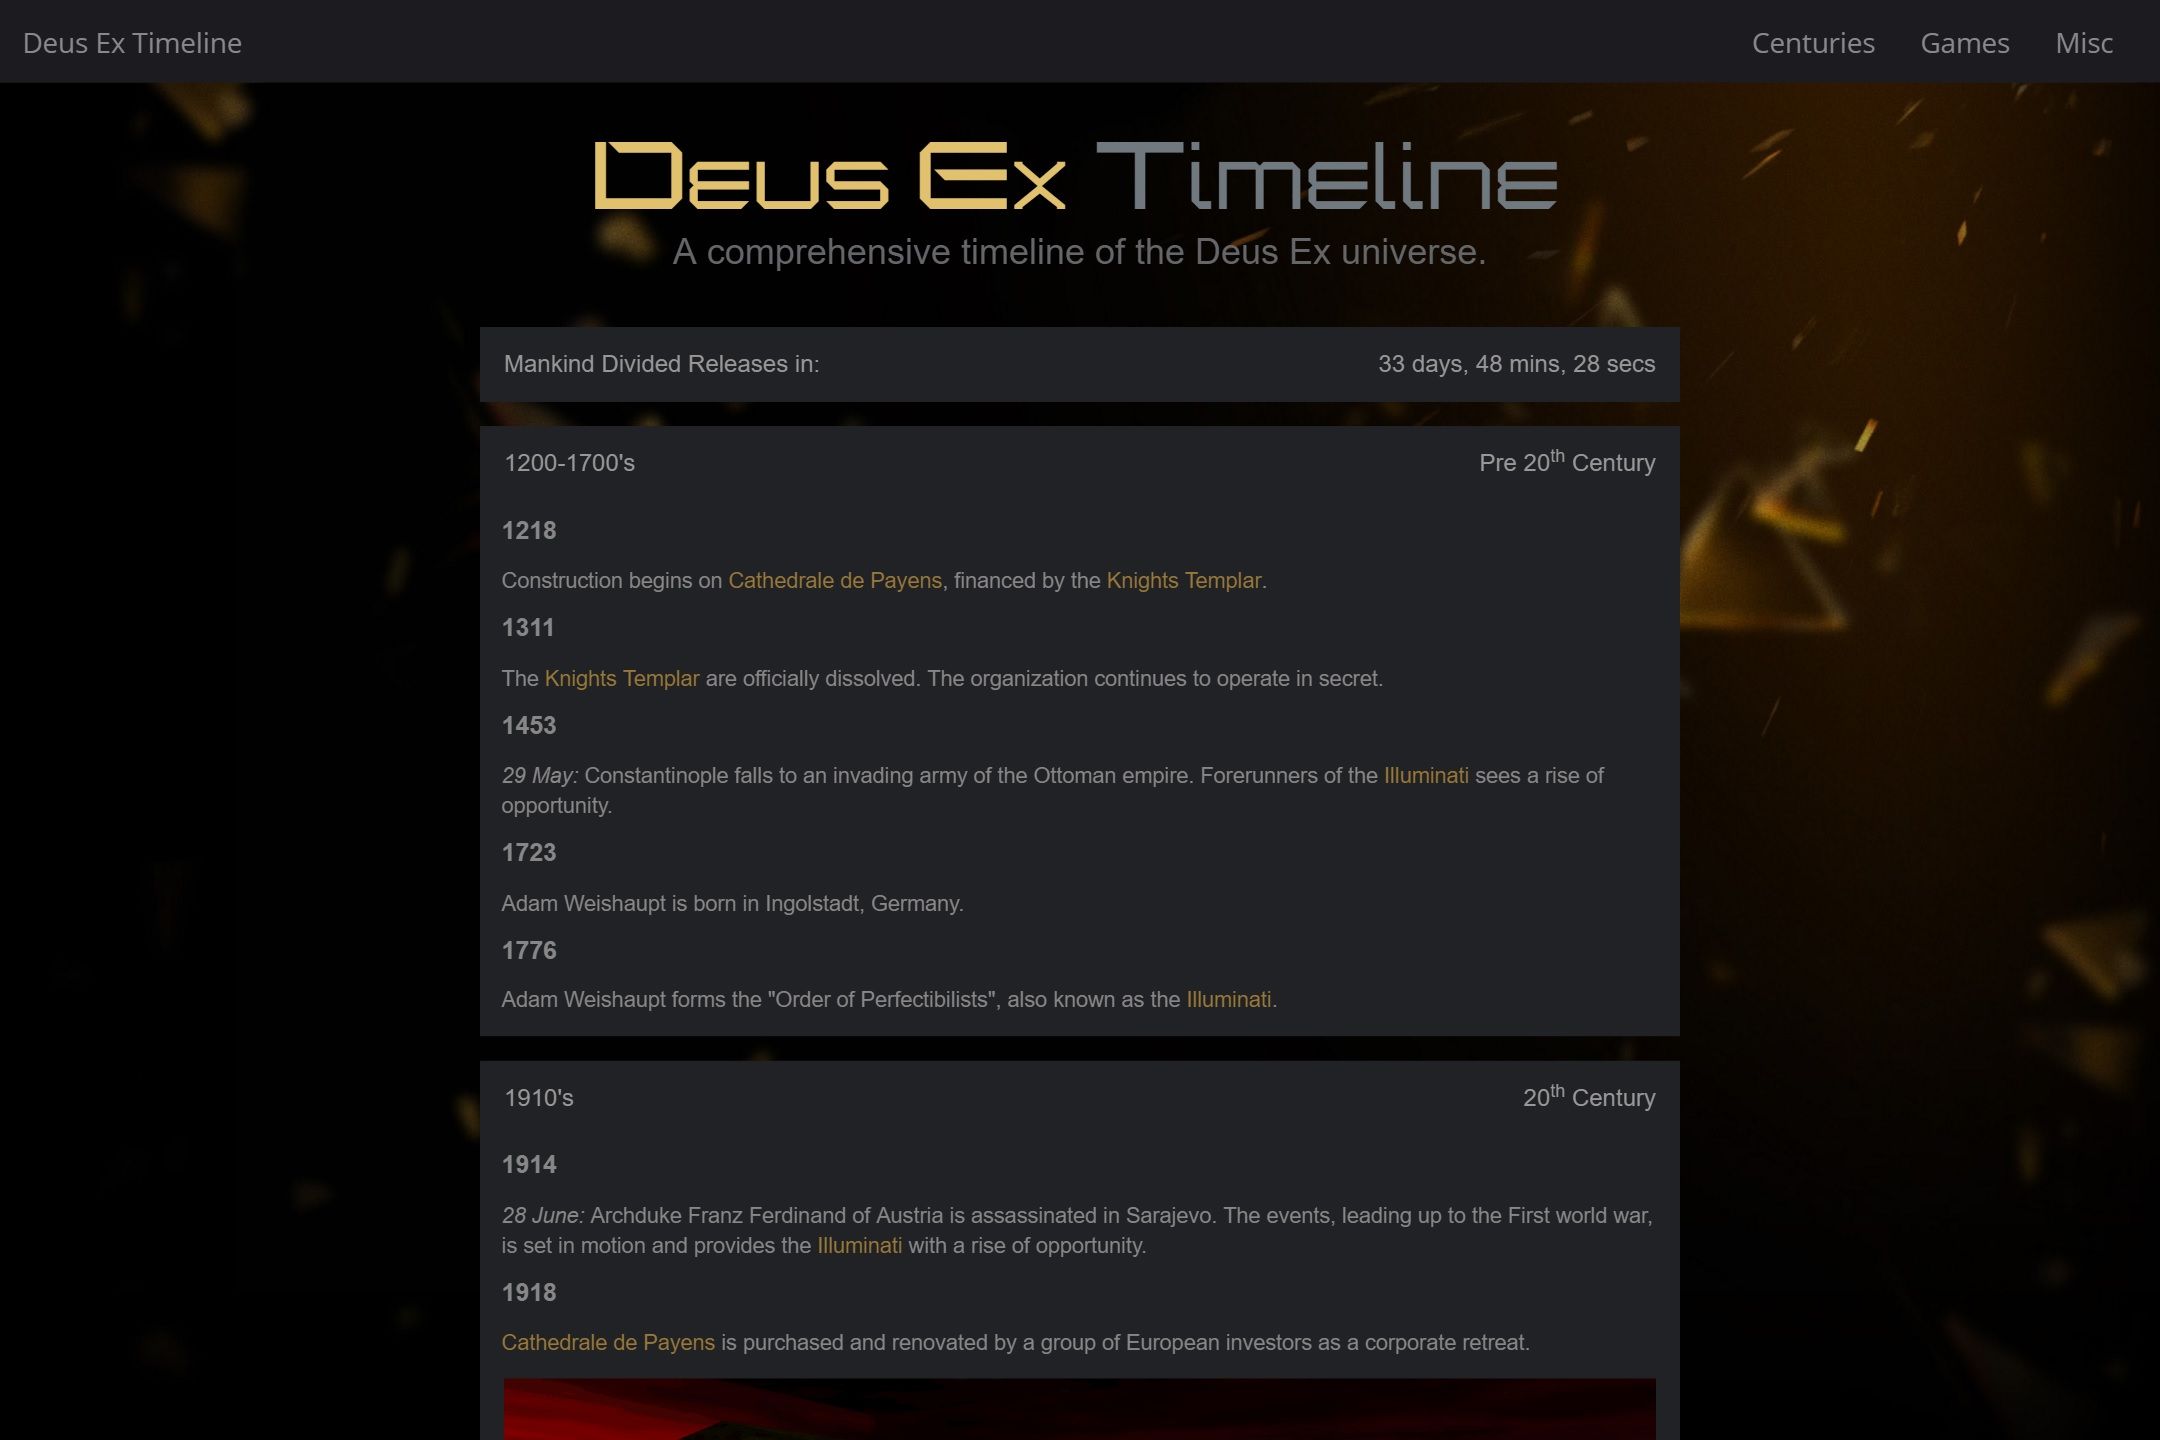 Deus Ex Timeline
Centuries
Games
Misc
Deus Ex Timeline
A comprehensive timeline of the Deus Ex universe.
Mankind Divided Releases in:
33 days, 48 mins, 28 secs
1200-1700's
Pre 20th Century
1218
Construction begins on Cathedrale de Payens, financed by the Knights Templar.
1311
The Knights Templar are officially dissolved. The organization continues to operate in secret.
1453
29 May: Constantinople falls to an invading army of the Ottoman empire. Forerunners of the Illuminati sees a rise of
opportunity.
1723
Adam Weishaupt is born in Ingolstadt, Germany.
1776
Adam Weishaupt forms the "Order of Perfectibilists", also known as the Illuminati.
1910's
20th Century
1914
28 June: Archduke Franz Ferdinand of Austria is assassinated in Sarajevo. The events, leading up to the First world war,
is set in motion and provides the Illuminati with a rise of opportunity.
1918
Cathedrale de Payens is purchased and renovated by a group of European investors as a corporate retreat.